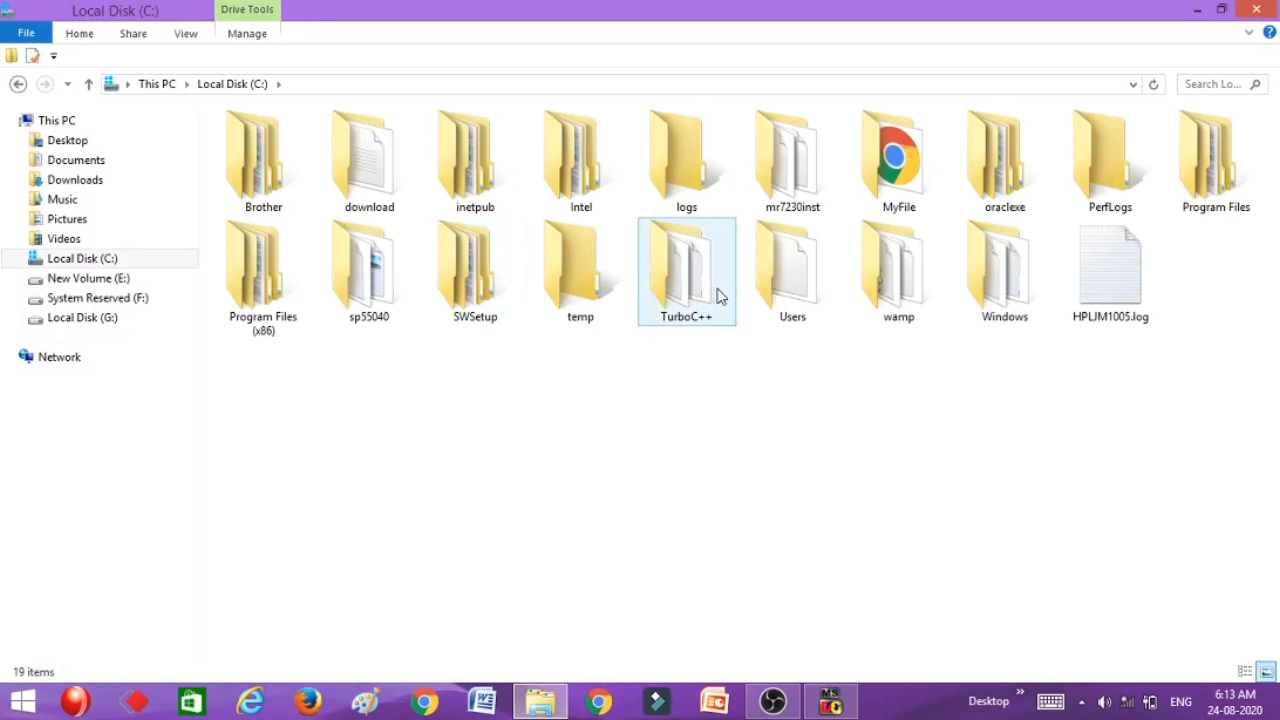 Local Disk (C:)
Drive Tools
File
Home
Share
View
Manage
This PC
Local Disk (C:)
Search Lo...
This PC
Desktop
Documents
Downloads
Music
Pictures
Videos
Local Disk (C:)
New Volume (E:)
System Reserved (F:)
Local Disk (G:)
Network
Brother
download
inetpub
Intel
logs
mr7230inst
MyFile
oraclexe
PerfLogs
Program Files
Program Files
(x86)
sp55040
SWSetup
temp
TurboC++
Users
wamp
Windows
HPLJM1005.log
19 items
Desktop
ENG
6:13 AM
24-08-2020